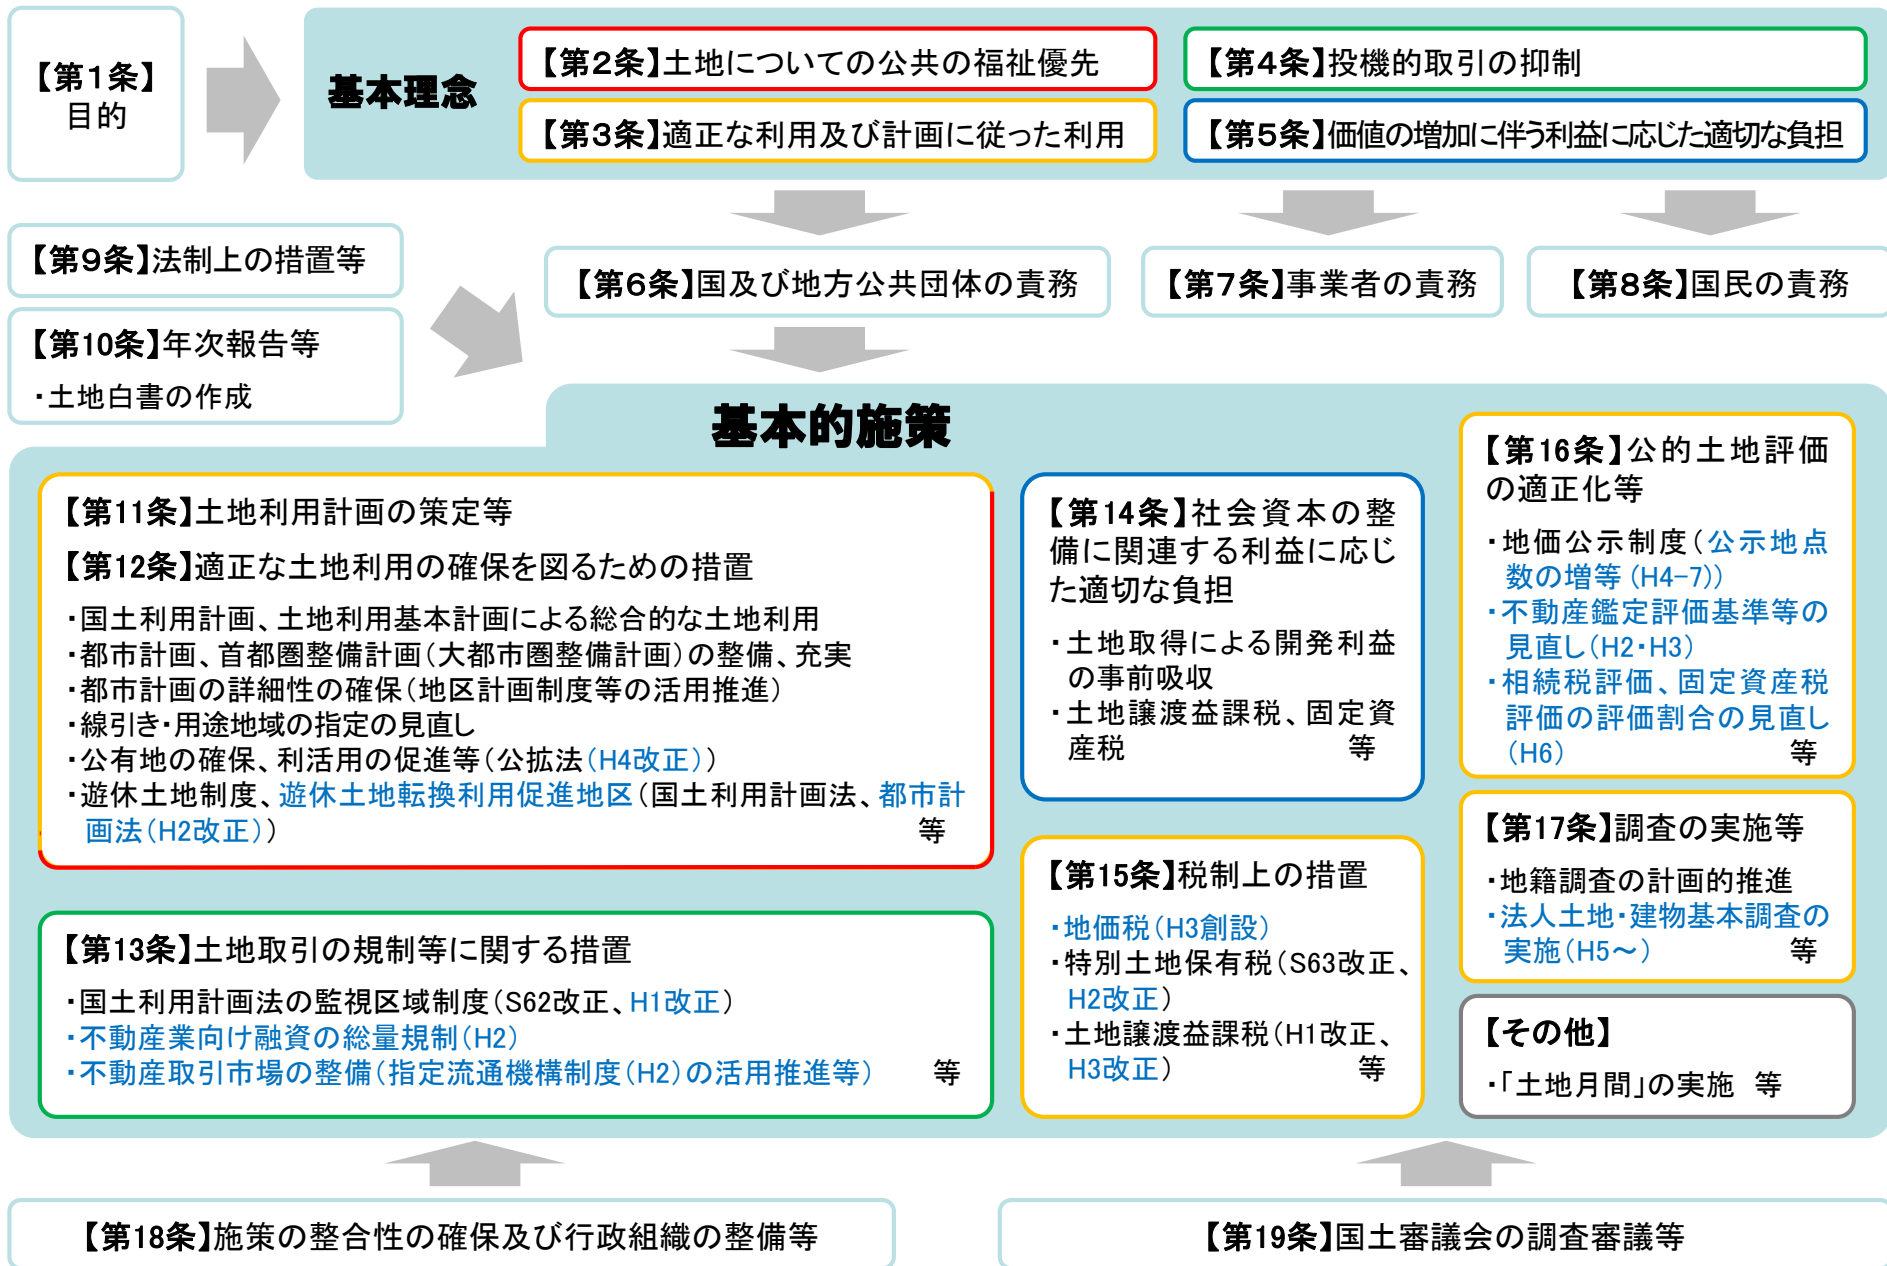 【第1条】
目的
基本理念
【第2条】土地についての公共の福祉優先
【第4条】投機的取引の抑制
【第3条】適正な利用及び計画に従った利用
【第5条】価値の増加に伴う利益に応じた適切な負担
【第9条】法制上の措置等
【第10条】年次報告等
・土地白書の作成
【第6条】国及び地方公共団体の責務
【第7条】事業者の責務
【第8条】国民の責務
基本的施策
【第11条】土地利用計画の策定等
【第12条】適正な土地利用の確保を図るための措置
・国土利用計画、土地利用基本計画による総合的な土地利用
・都市計画、首都圏整備計画（大都市圏整備計画）の整備、充実
・都市計画の詳細性の確保（地区計画制度等の活用推進）
・線引き・用途地域の指定の見直し
・公有地の確保、利活用の促進等（公拡法（H4改正））
・遊休土地制度、遊休土地転換利用促進地区（国土利用計画法、都市計
画法（H2改正）） 等
【第13条】土地取引の規制等に関する措置
・国土利用計画法の監視区域制度（S62改正、H1改正）
・不動産業向け融資の総量規制（H2）
・不動産取引市場の整備（指定流通機構制度（H2）の活用推進等） 等
【第14条】社会資本の整
備に関連する利益に応じ
た適切な負担
・土地取得による開発利益
の事前吸収
・土地譲渡益課税、固定資
産税 等
【第15条】税制上の措置
・地価税（H3創設）
・特別土地保有税（S63改正、
H2改正）
・土地譲渡益課税（H1改正、
H3改正） 等
【第16条】公的土地評価
の適正化等
・地価公示制度（公示地点
数の増等（H4-7））
・不動産鑑定評価基準等の
見直し（H2・H3）
・相続税評価、固定資産税
評価の評価割合の見直し
（H6） 等
【第17条】調査の実施等
・地籍調査の計画的推進
・法人土地・建物基本調査の
実施（H5～） 等
【その他】
・「土地月間」の実施 等
【第18条】施策の整合性の確保及び行政組織の整備等
【第19条】国土審議会の調査審議等